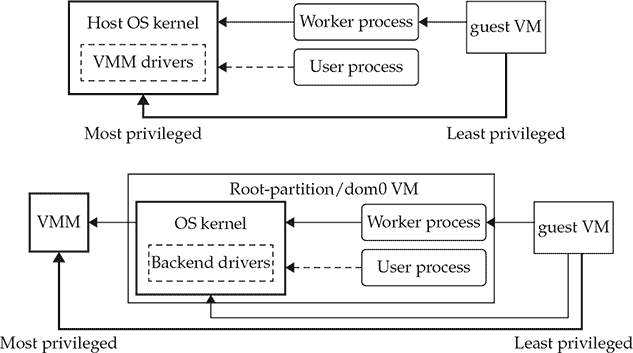 Host OS kernel
Worker process
guest VM
VMM drivers
User process
Most privileged
Least privileged
Root-partition/dom0 VM
VMM
OS kernel
Worker process
guest VM
Backend drivers
User process
Most privileged
Least privileged